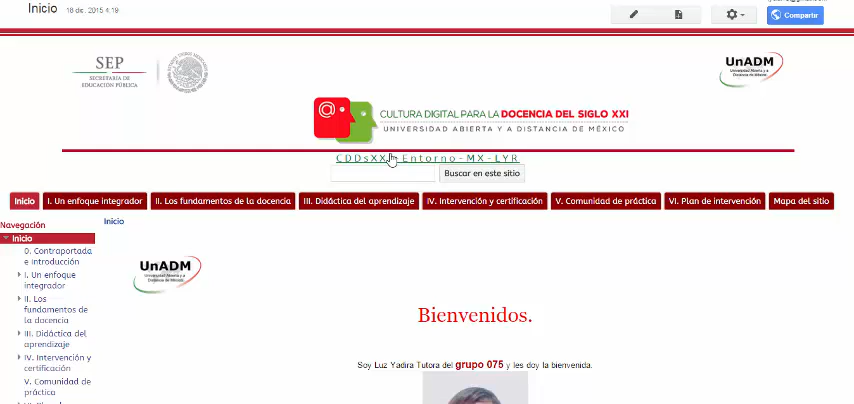 Inicio
18 dic. 2015 4:19
Compartir
SEP
SECRETARÍA DE
EDUCACIÓN PÚBLICA
UnADM
Universidad Abierta y a
Distancia de México
@
CULTURA DIGITAL PARA LA DOCENCIA DEL SIGLO XXI
UNIVERSIDAD ABIERTA Y A DISTANCIA DE MÉXICO
Entorno-MX-LYR
Buscar en este sitio
Inicio
I. Un enfoque integrador
II. Los fundamentos de la docencia
III. Didáctica del aprendizaje
IV. Intervención y certificación
V. Comunidad de práctica
VI. Plan de intervención
Mapa del sitio
Navegación
Inicio
0. Contraportada
e introducción
I. Un enfoque
integrador
II. Los
fundamentos de
la docencia
III. Didáctica del
aprendizaje
IV. Intervención y
certificación
V. Comunidad de
práctica
Inicio
UnADM
Universidad Abierta y a
Distancia de México
Bienvenidos.
Soy Luz Yadira Tutora del grupo 075 y les doy la bienvenida.